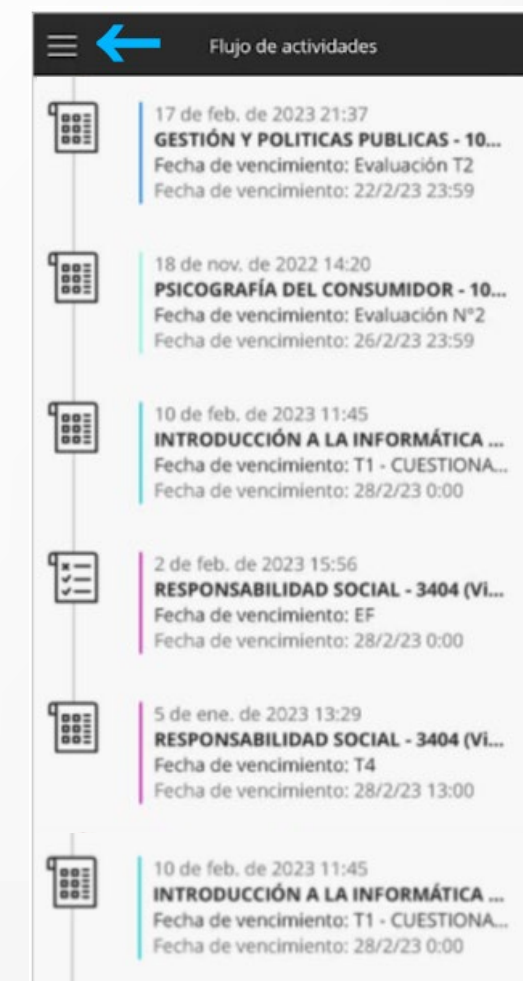 Flujo de actividades
17 de feb. de 2023 21:37
GESTIÓN Y POLITICAS PUBLICAS - 10...
Fecha de vencimiento: Evaluación T2
Fecha de vencimiento: 22/2/23 23:59
18 de nov. de 2022 14:20
PSICOGRAFÍA DEL CONSUMIDOR - 10...
Fecha de vencimiento: Evaluación N°2
Fecha de vencimiento: 26/2/23 23:59
10 de feb. de 2023 11:45
INTRODUCCIÓN A LA INFORMÁTICA ...
Fecha de vencimiento: T1 - CUESTIONA...
Fecha de vencimiento: 28/2/23 0:00
2 de feb. de 2023 15:56
RESPONSABILIDAD SOCIAL - 3404 (Vi...
Fecha de vencimiento: EF
Fecha de vencimiento: 28/2/23 0:00
5 de ene. de 2023 13:29
RESPONSABILIDAD SOCIAL - 3404 (Vi...
Fecha de vencimiento: T4
Fecha de vencimiento: 28/2/23 13:00
10 de feb. de 2023 11:45
INTRODUCCIÓN A LA INFORMÁTICA ...
Fecha de vencimiento: T1 - CUESTIONA...
Fecha de vencimiento: 28/2/23 0:00